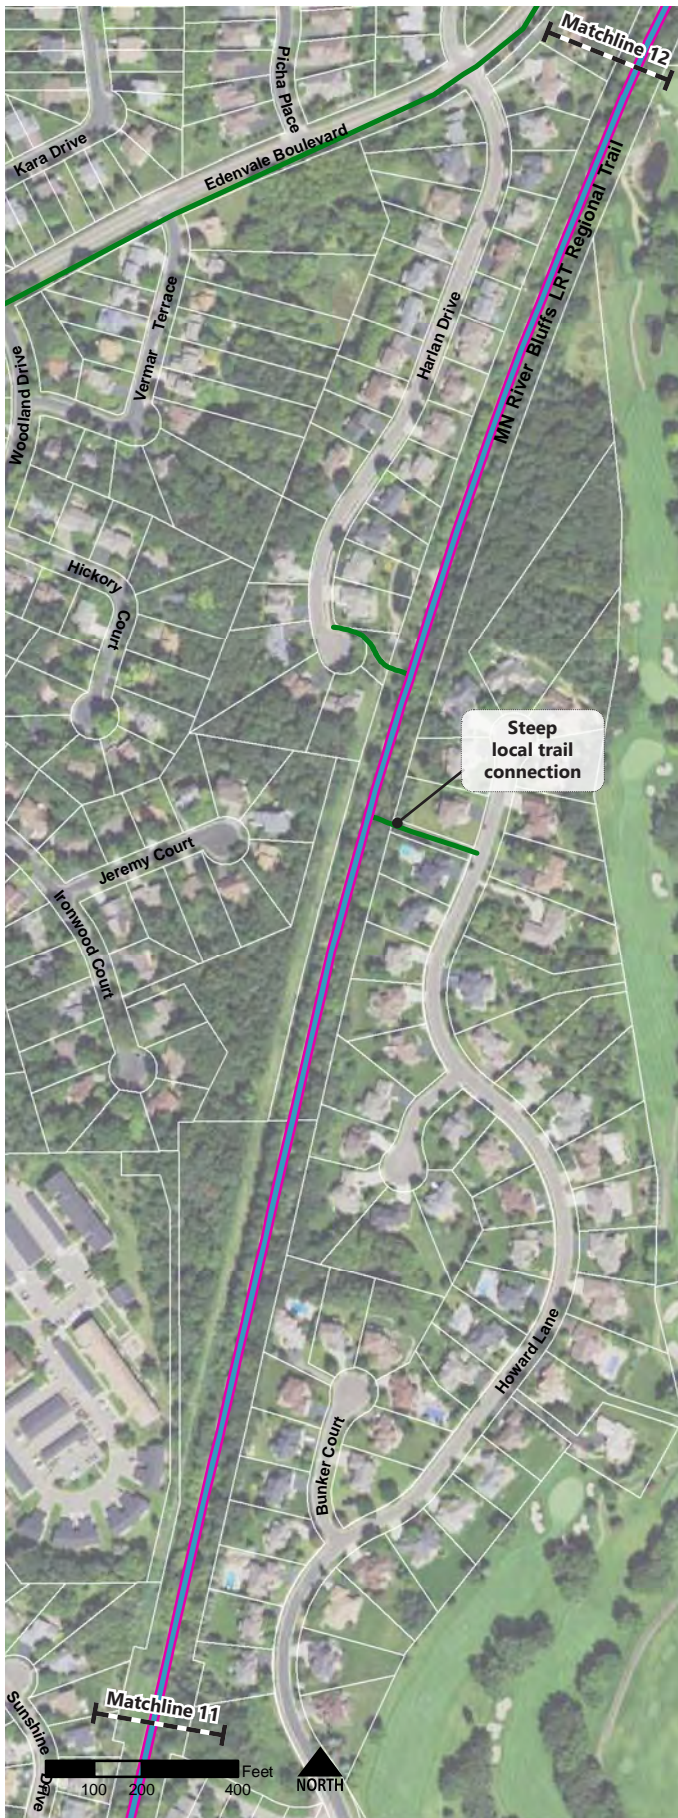 Matchline 12
Picha Place
Kara Drive
Edenvale Boulevard
MN River Bluffs LRT Regional Trail
Vermar Terrace
Harlan Drive
Woodland Drive
Hickory Court
Steep
local trail
connection
Jeremy Court
Ironwood Court
Howard Lane
Bunker Court
Matchline 11
Sunshine Drive
Feet
0 100 200 400
NORTH